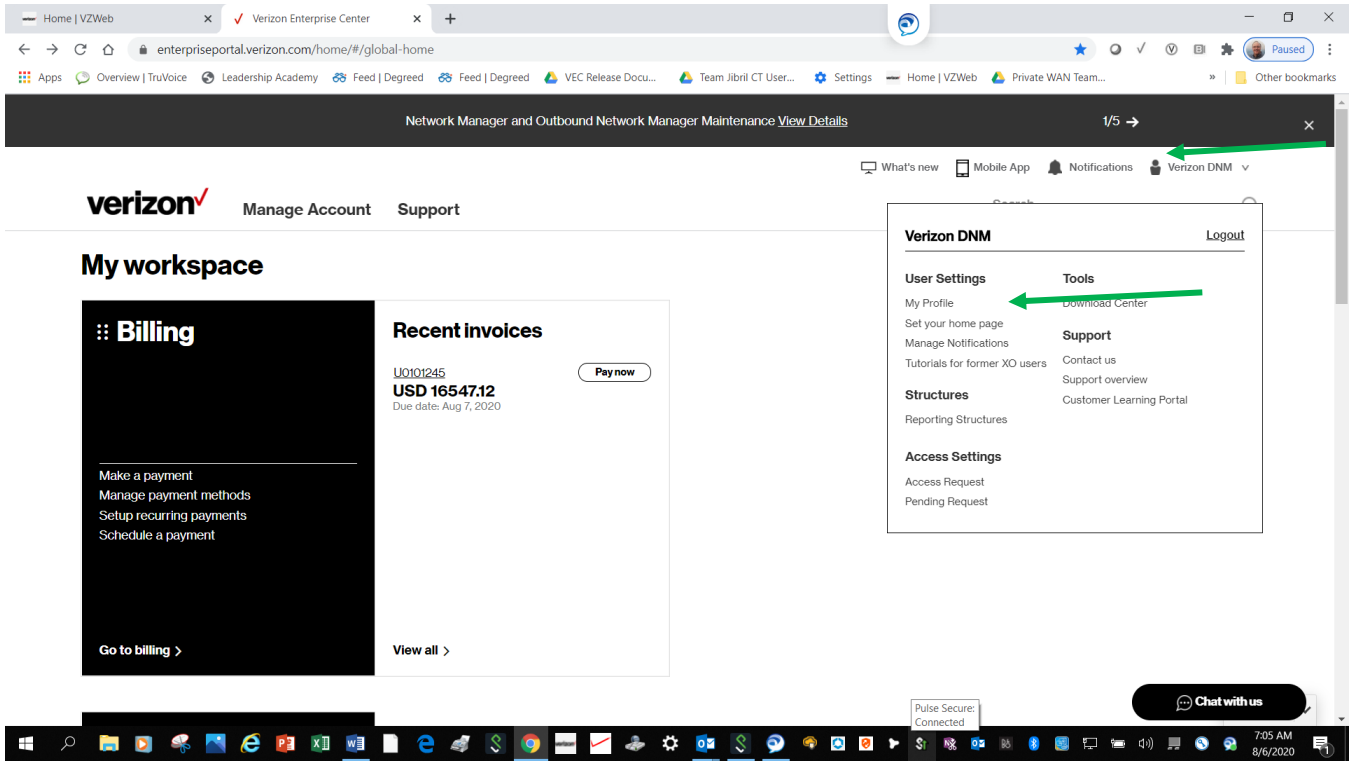 Home | VZWeb
Verizon Enterprise Center
enterpriseportal.verizon.com/home/#/global-home
Paused
Apps
Overview | TruVoice
Leadership Academy
Feed | Degreed
Feed | Degreed
VEC Release Docu...
Team Jibril CT User...
Settings
Home | VZWeb
Private WAN Team...
»
Other bookmarks
Network Manager and Outbound Network Manager Maintenance View Details
1/5
What's new
Mobile App
Notifications
Verizon DNM
verizon
Manage Account
Support
My workspace
Verizon DNM
Logout
User Settings
My Profile
Set your home page
Manage Notifications
Tutorials for former XO users
Structures
Reporting Structures
Access Settings
Access Request
Pending Request
Tools
Download Center
Support
Contact us
Support overview
Customer Learning Portal
Billing
Make a payment
Manage payment methods
Setup recurring payments
Schedule a payment
Go to billing >
Recent invoices
U0101245
Pay now
USD 16547.12
Due date: Aug 7, 2020
View all >
Chat with us
Pulse Secure:
Connected
7:05 AM
8/6/2020